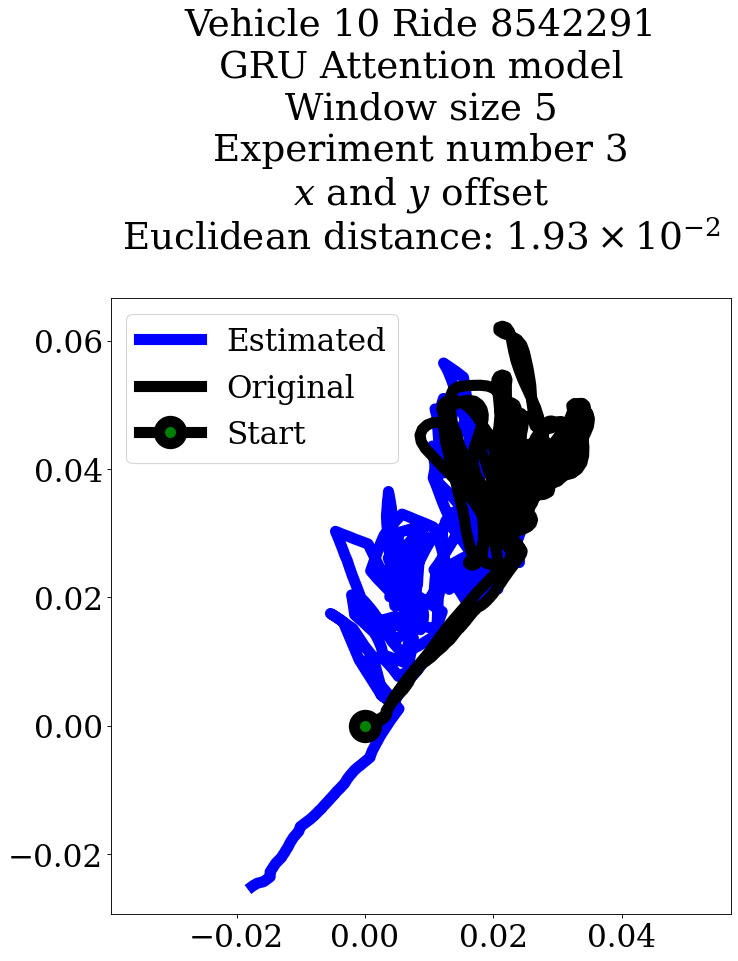 Vehicle 10 Ride 8542291
GRU Attention model
Window size 5
Experiment number 3
x and y offset
Euclidean distance: 1.93 × 10⁻²
Estimated
Original
Start
0.06
0.04
0.02
0.00
−0.02
−0.02 0.00 0.02 0.04